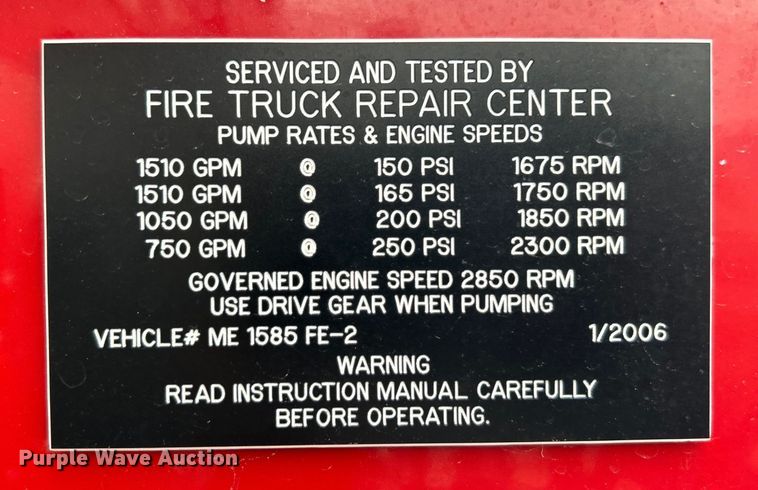 SERVICED AND TESTED BY
FIRE TRUCK REPAIR CENTER
PUMP RATES & ENGINE SPEEDS
1510 GPM @ 150 PSI 1675 RPM
1510 GPM @ 165 PSI 1750 RPM
1050 GPM @ 200 PSI 1850 RPM
750 GPM @ 250 PSI 2300 RPM
GOVERNED ENGINE SPEED 2850 RPM
USE DRIVE GEAR WHEN PUMPING
VEHICLE# ME 1585 FE-2 1/2006
WARNING
READ INSTRUCTION MANUAL CAREFULLY
BEFORE OPERATING.
Purple Wave Auction